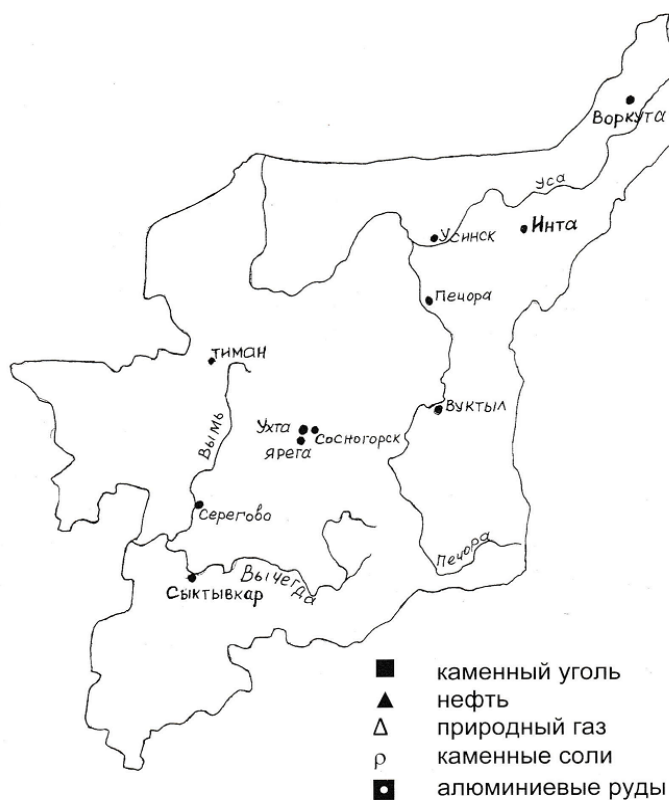 Воркута
Уса
Усинск
Инта
Печора
Тиман
Вуктыл
Ухта
Сосногорск
Ярега
Вымь
Серегово
Печора
Вычегда
Сыктывкар
каменный уголь
нефть
природный газ
каменные соли
алюминиевые руды